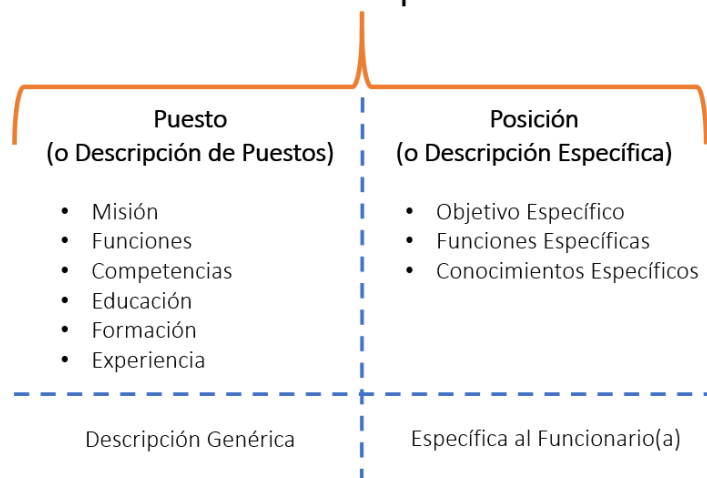 Puesto
(o Descripción de Puestos)
• Misión
• Funciones
• Competencias
• Educación
• Formación
• Experiencia
Descripción Genérica
Posición
(o Descripción Específica)
• Objetivo Específico
• Funciones Específicas
• Conocimientos Específicos
Específica al Funcionario(a)